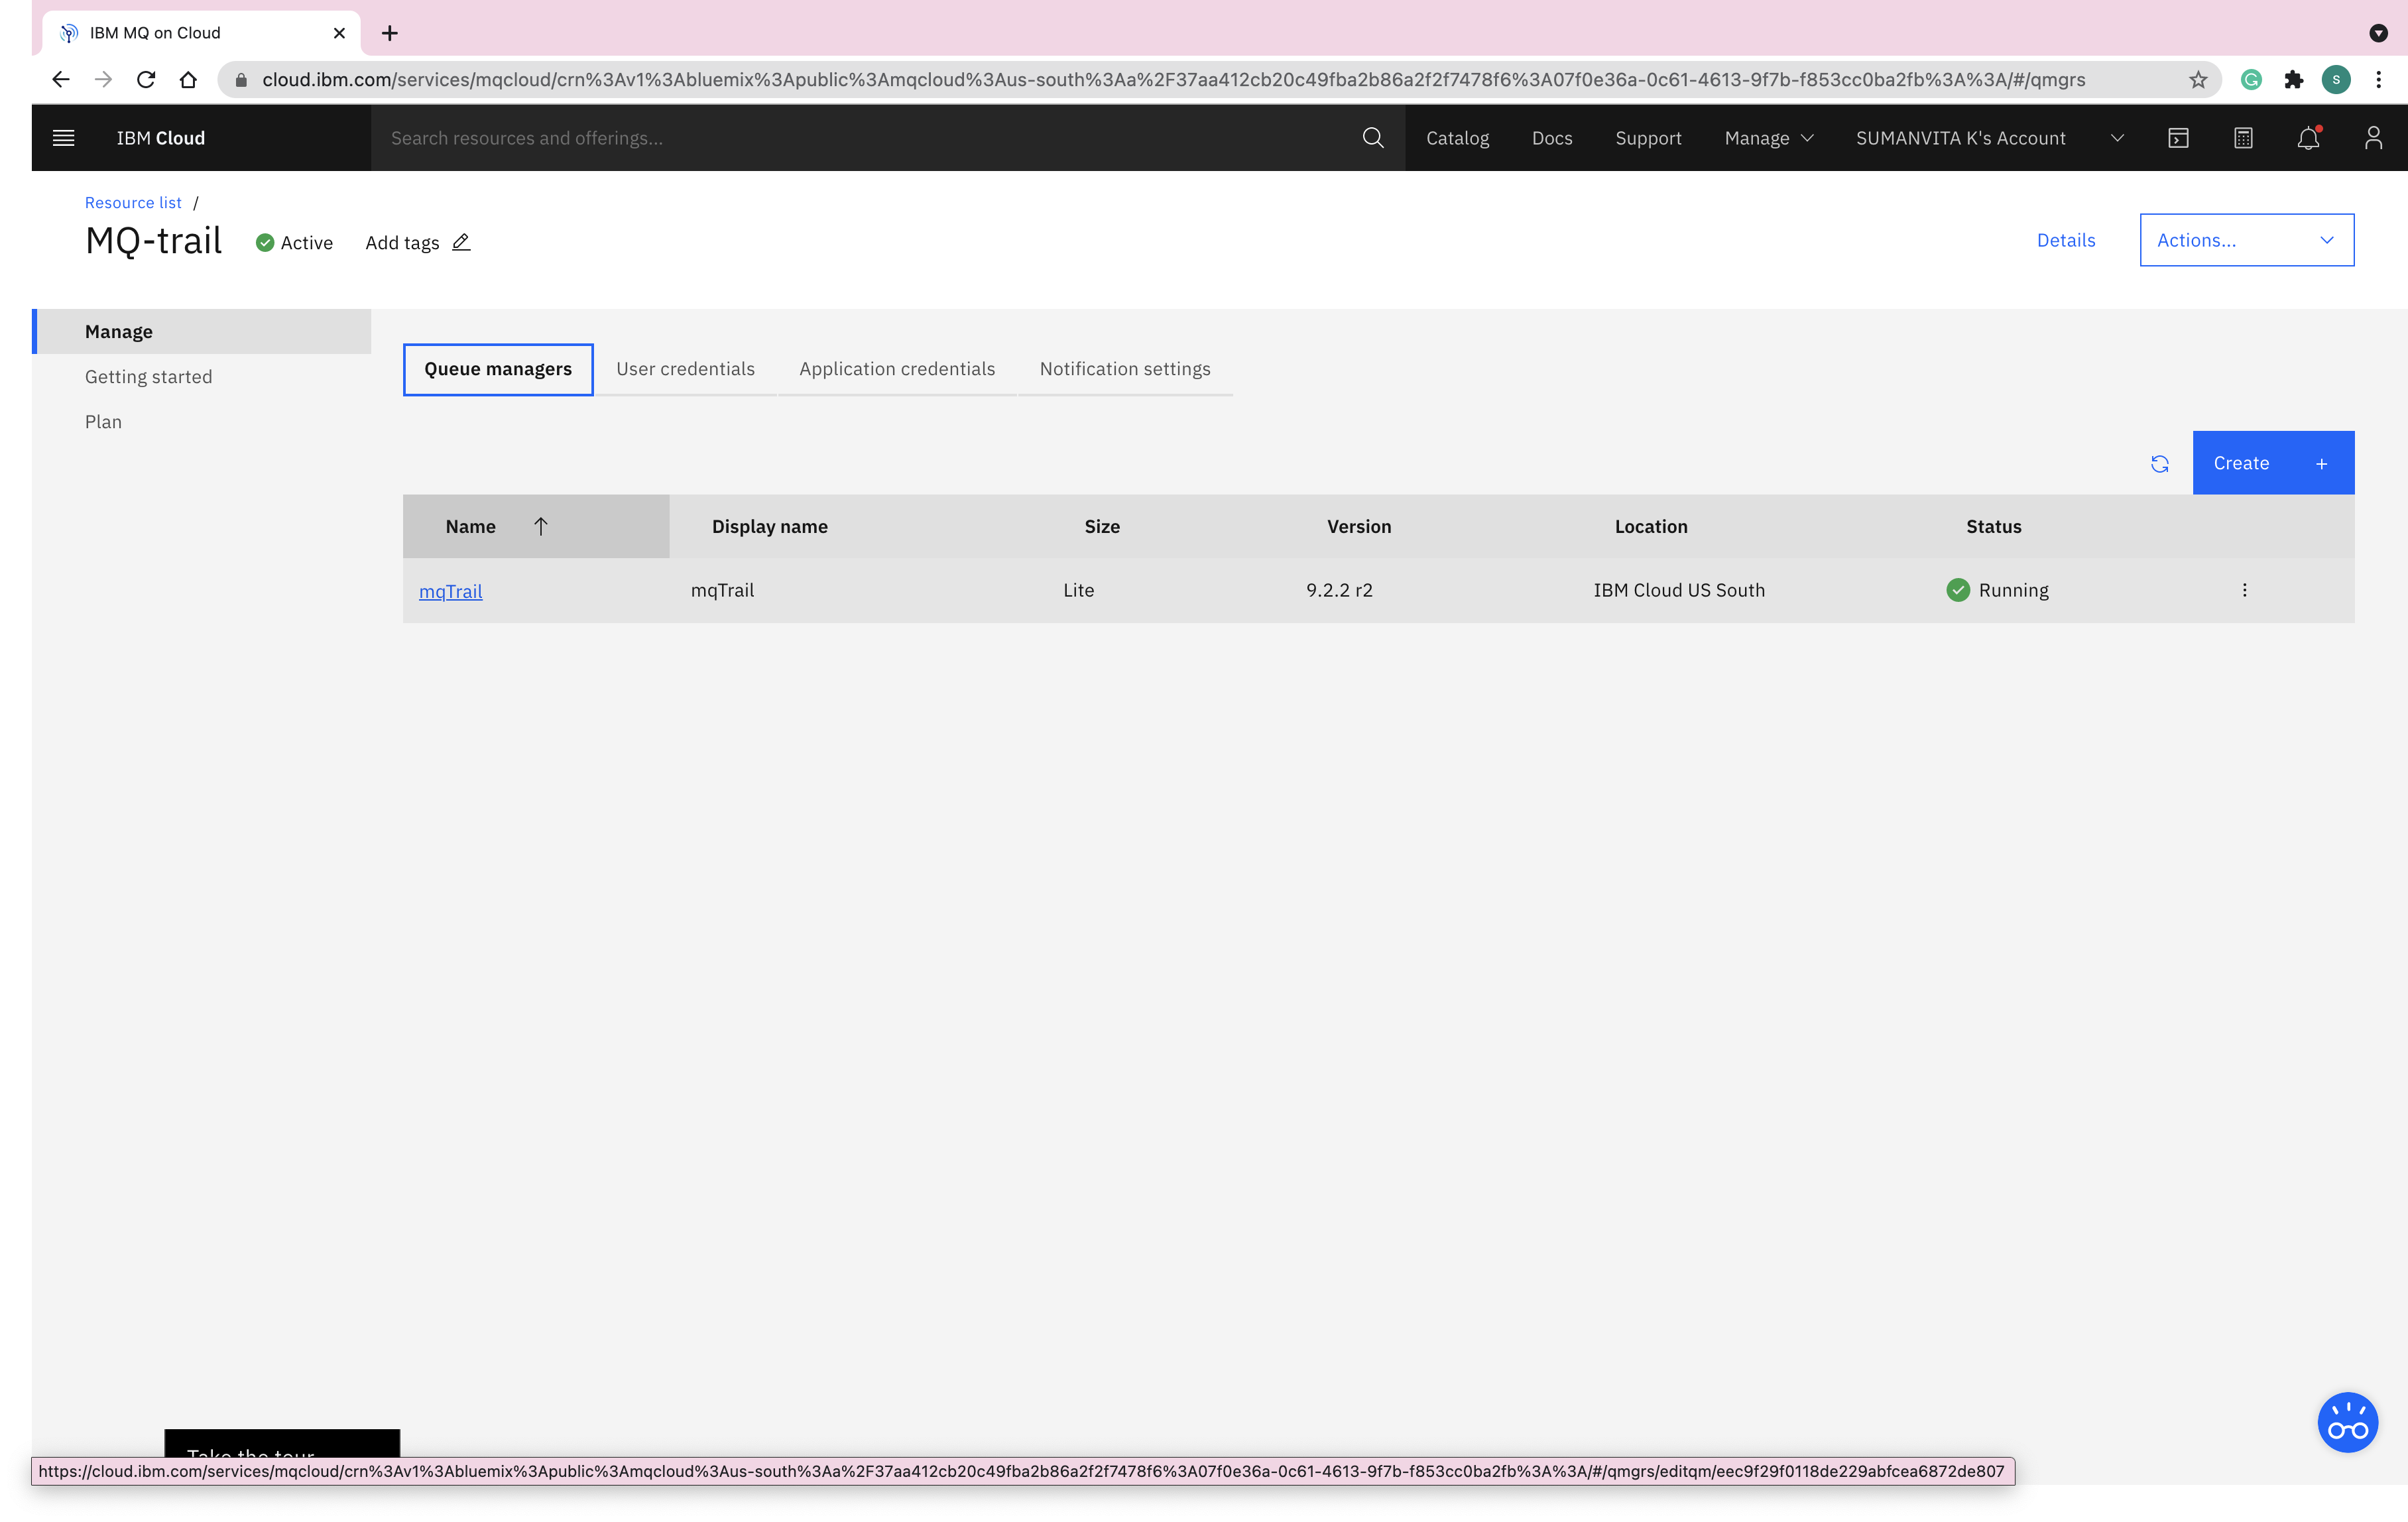 IBM MQ on Cloud
cloud.ibm.com/services/mqcloud/crn%3Av1%3Abluemix%3Apublic%3Amqcloud%3Aus-south%3Aa%2F37aa412cb20c49fba2b86a2f2f7478f6%3A07f0e36a-0c61-4613-9f7b-f853cc0ba2fb%3A%3A/#/qmgrs
S
IBM Cloud
Search resources and offerings...
Catalog
Docs
Support
Manage
SUMANVITA K's Account
Resource list /
MQ-trail
Active
Add tags
Details
Actions...
Manage
Getting started
Plan
Queue managers
User credentials
Application credentials
Notification settings
Create +
Name Display name Size Version Location Status
mqTrail mqTrail Lite 9.2.2 r2 IBM Cloud US South Running
Take the tour
https://cloud.ibm.com/services/mqcloud/crn%3Av1%3Abluemix%3Apublic%3Amqcloud%3Aus-south%3Aa%2F37aa412cb20c49fba2b86a2f2f7478f6%3A07f0e36a-0c61-4613-9f7b-f853cc0ba2fb%3A%3A/#/qmgrs/editqm/eec9f29f0118de229abfcea6872de807